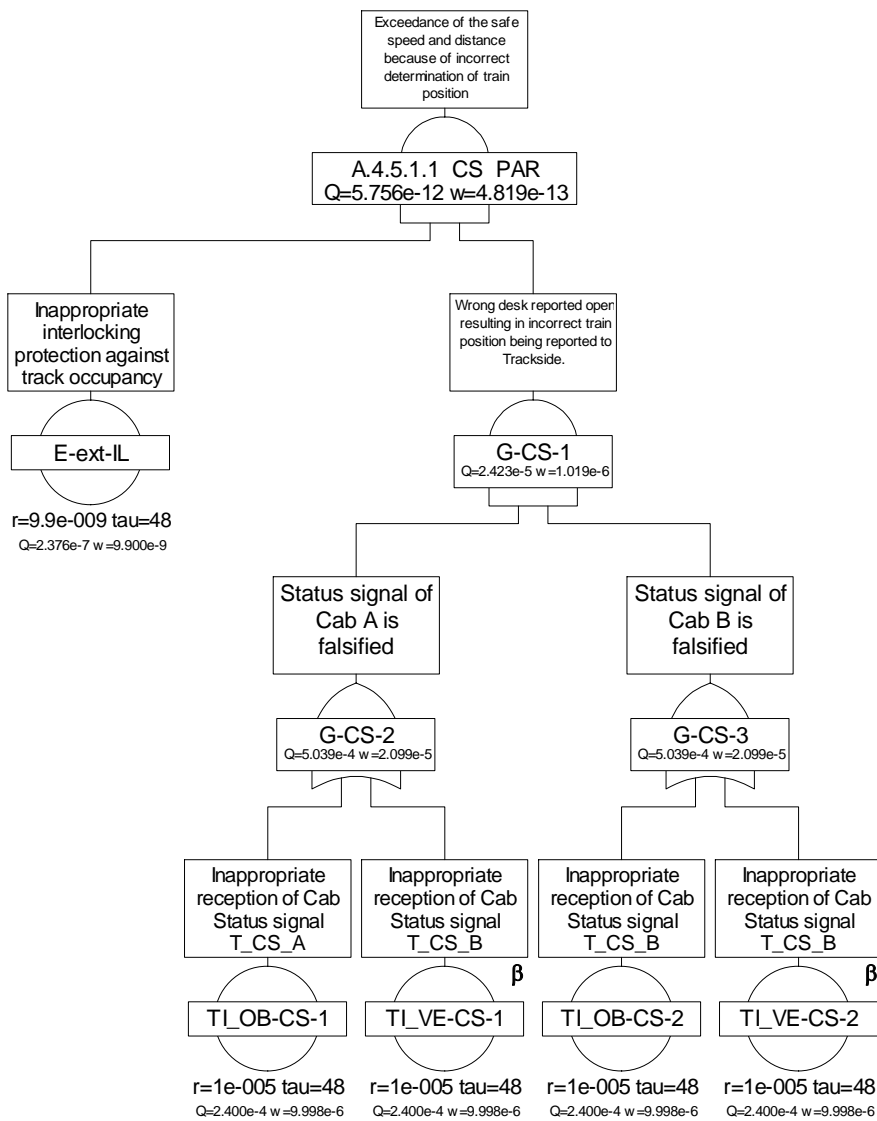 Exceedance of the safe
speed and distance
because of incorrect
determination of train
position
A.4.5.1.1 CS PAR
Q=5.756e-12 w=4.819e-13
Inappropriate
interlocking
protection against
track occupancy
E-ext-IL
r=9.9e-009 tau=48
Q=2.376e-7 w=9.900e-9
Wrong desk reported open
resulting in incorrect train
position being reported to
Trackside.
G-CS-1
Q=2.423e-5 w=1.019e-6
Status signal of
Cab A is
falsified
G-CS-2
Q=5.039e-4 w=2.099e-5
Status signal of
Cab B is
falsified
G-CS-3
Q=5.039e-4 w=2.099e-5
Inappropriate
reception of Cab
Status signal
T_CS_A
TI_OB-CS-1
r=1e-005 tau=48
Q=2.400e-4 w=9.998e-6
Inappropriate
reception of Cab
Status signal
T_CS_B
β
TI_VE-CS-1
r=1e-005 tau=48
Q=2.400e-4 w=9.998e-6
Inappropriate
reception of Cab
Status signal
T_CS_B
TI_OB-CS-2
r=1e-005 tau=48
Q=2.400e-4 w=9.998e-6
Inappropriate
reception of Cab
Status signal
T_CS_B
β
TI_VE-CS-2
r=1e-005 tau=48
Q=2.400e-4 w=9.998e-6